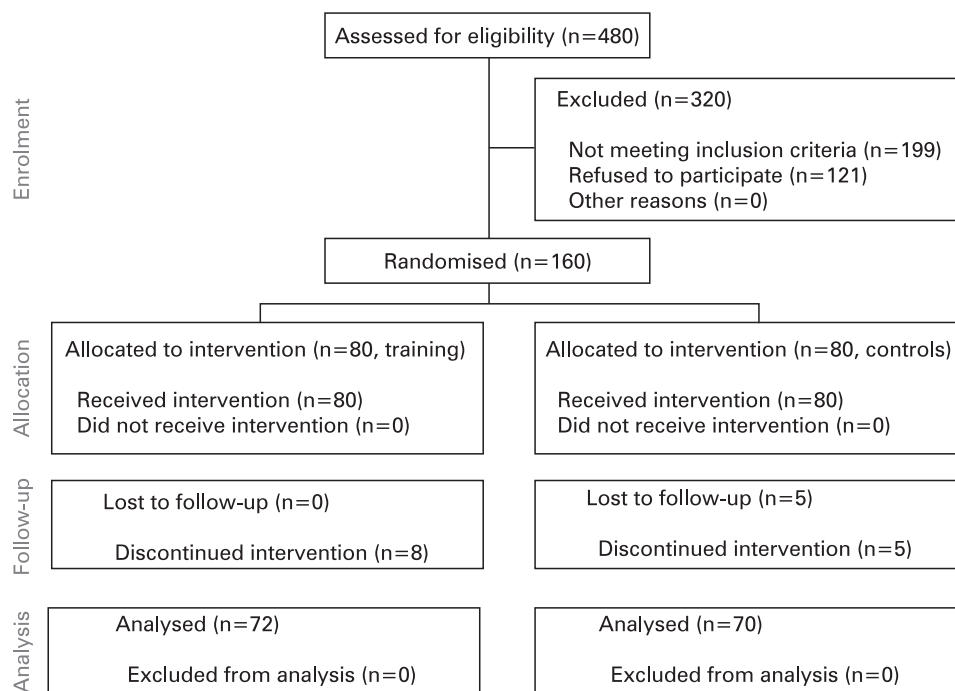 Assessed for eligibility (n=480)
Enrolment
Excluded (n=320)
Not meeting inclusion criteria (n=199)
Refused to participate (n=121)
Other reasons (n=0)
Randomised (n=160)
Allocation
Allocated to intervention (n=80, training)
Received intervention (n=80)
Did not receive intervention (n=0)
Allocated to intervention (n=80, controls)
Received intervention (n=80)
Did not receive intervention (n=0)
Follow-up
Lost to follow-up (n=0)
Discontinued intervention (n=8)
Lost to follow-up (n=5)
Discontinued intervention (n=5)
Analysis
Analysed (n=72)
Excluded from analysis (n=0)
Analysed (n=70)
Excluded from analysis (n=0)